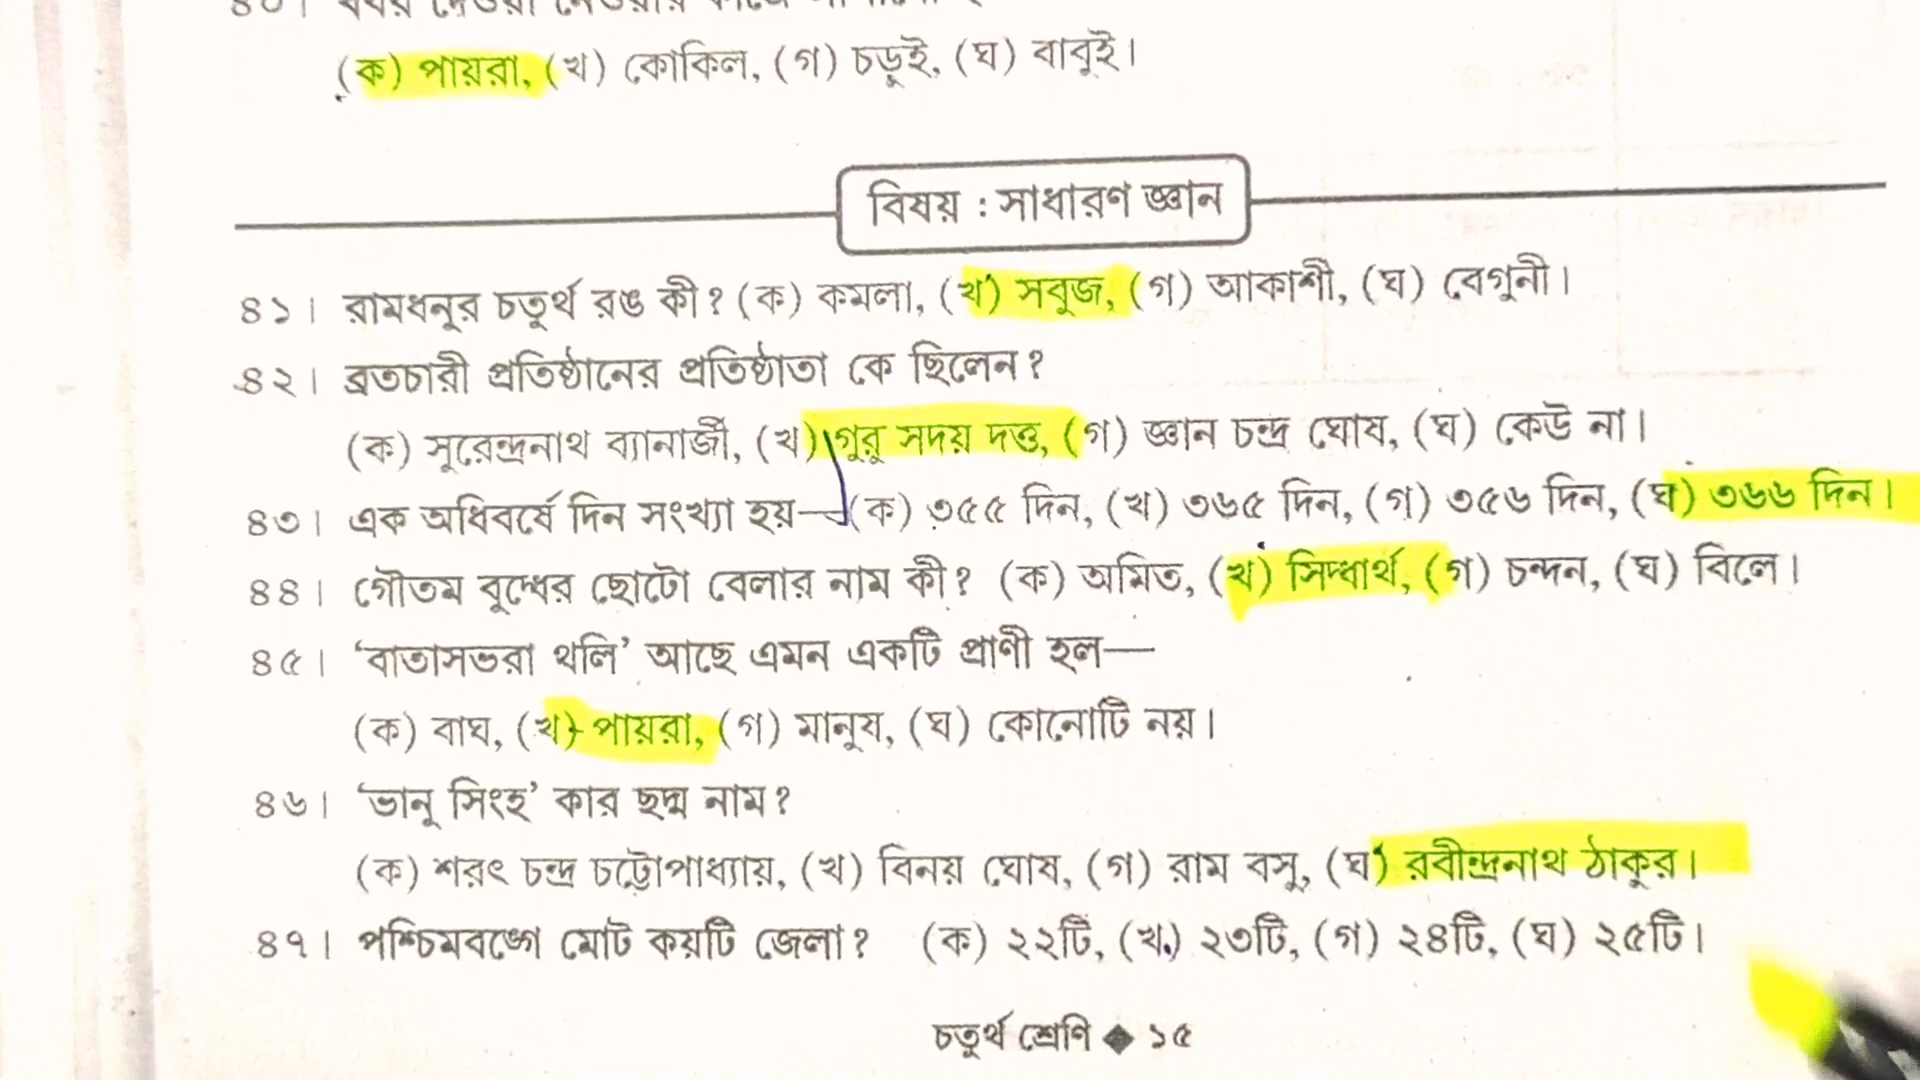 (ক) পায়রা, (খ) কোকিল, (গ) চড়ুই, (ঘ) বাবুই।
বিষয় : সাধারণ জ্ঞান
৪১। রামধনুর চতুর্থ রঙ কী? (ক) কমলা, (খ) সবুজ, (গ) আকাশী, (ঘ) বেগুনী।
৪২। ব্রতচারী প্রতিষ্ঠানের প্রতিষ্ঠাতা কে ছিলেন?
(ক) সুরেন্দ্রনাথ ব্যানার্জী, (খ) গুরু সদয় দত্ত, (গ) জ্ঞান চন্দ্র ঘোষ, (ঘ) কেউ না।
৪৩। এক অধিবর্ষে দিন সংখ্যা হয়—(ক) ৩৫৫ দিন, (খ) ৩৬৫ দিন, (গ) ৩৫৬ দিন, (ঘ) ৩৬৬ দিন।
৪৪। গৌতম বুদ্ধের ছোটো বেলার নাম কী? (ক) অমিত, (খ) সিদ্ধার্থ, (গ) চন্দন, (ঘ) বিলে।
৪৫। ‘বাতাসভরা থলি’ আছে এমন একটি প্রাণী হল—
(ক) বাঘ, (খ) পায়রা, (গ) মানুষ, (ঘ) কোনোটি নয়।
৪৬। ‘ভানু সিংহ’ কার ছদ্ম নাম?
(ক) শরৎ চন্দ্র চট্টোপাধ্যায়, (খ) বিনয় ঘোষ, (গ) রাম বসু, (ঘ) রবীন্দ্রনাথ ঠাকুর।
৪৭। পশ্চিমবঙ্গে মোট কয়টি জেলা? (ক) ২২টি, (খ) ২৩টি, (গ) ২৪টি, (ঘ) ২৫টি।
চতুর্থ শ্রেণি ◆ ১৫